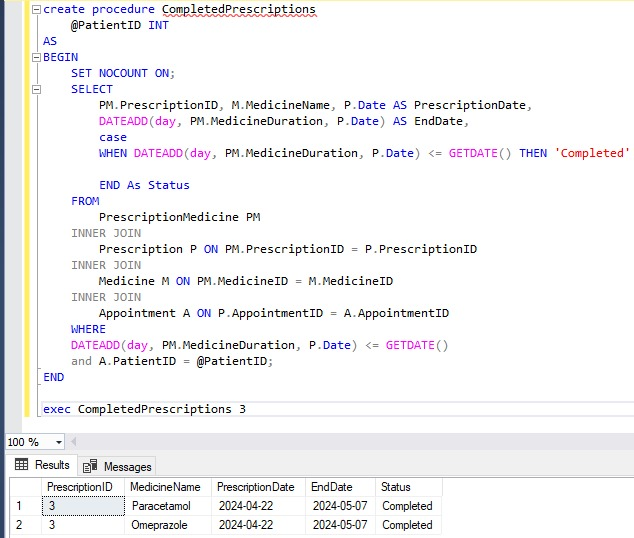 create procedure CompletedPrescriptions
@PatientID INT
AS
BEGIN
SET NOCOUNT ON;
SELECT
PM.PrescriptionID, M.MedicineName, P.Date AS PrescriptionDate,
DATEADD(day, PM.MedicineDuration, P.Date) AS EndDate,
case
WHEN DATEADD(day, PM.MedicineDuration, P.Date) <= GETDATE() THEN 'Completed'
END As Status
FROM
PrescriptionMedicine PM
INNER JOIN
Prescription P ON PM.PrescriptionID = P.PrescriptionID
INNER JOIN
Medicine M ON PM.MedicineID = M.MedicineID
INNER JOIN
Appointment A ON P.AppointmentID = A.AppointmentID
WHERE
DATEADD(day, PM.MedicineDuration, P.Date) <= GETDATE()
and A.PatientID = @PatientID;
END
exec CompletedPrescriptions 3
100 %
Results Messages
PrescriptionID MedicineName PrescriptionDate EndDate Status
1 3 Paracetamol 2024-04-22 2024-05-07 Completed
2 3 Omeprazole 2024-04-22 2024-05-07 Completed